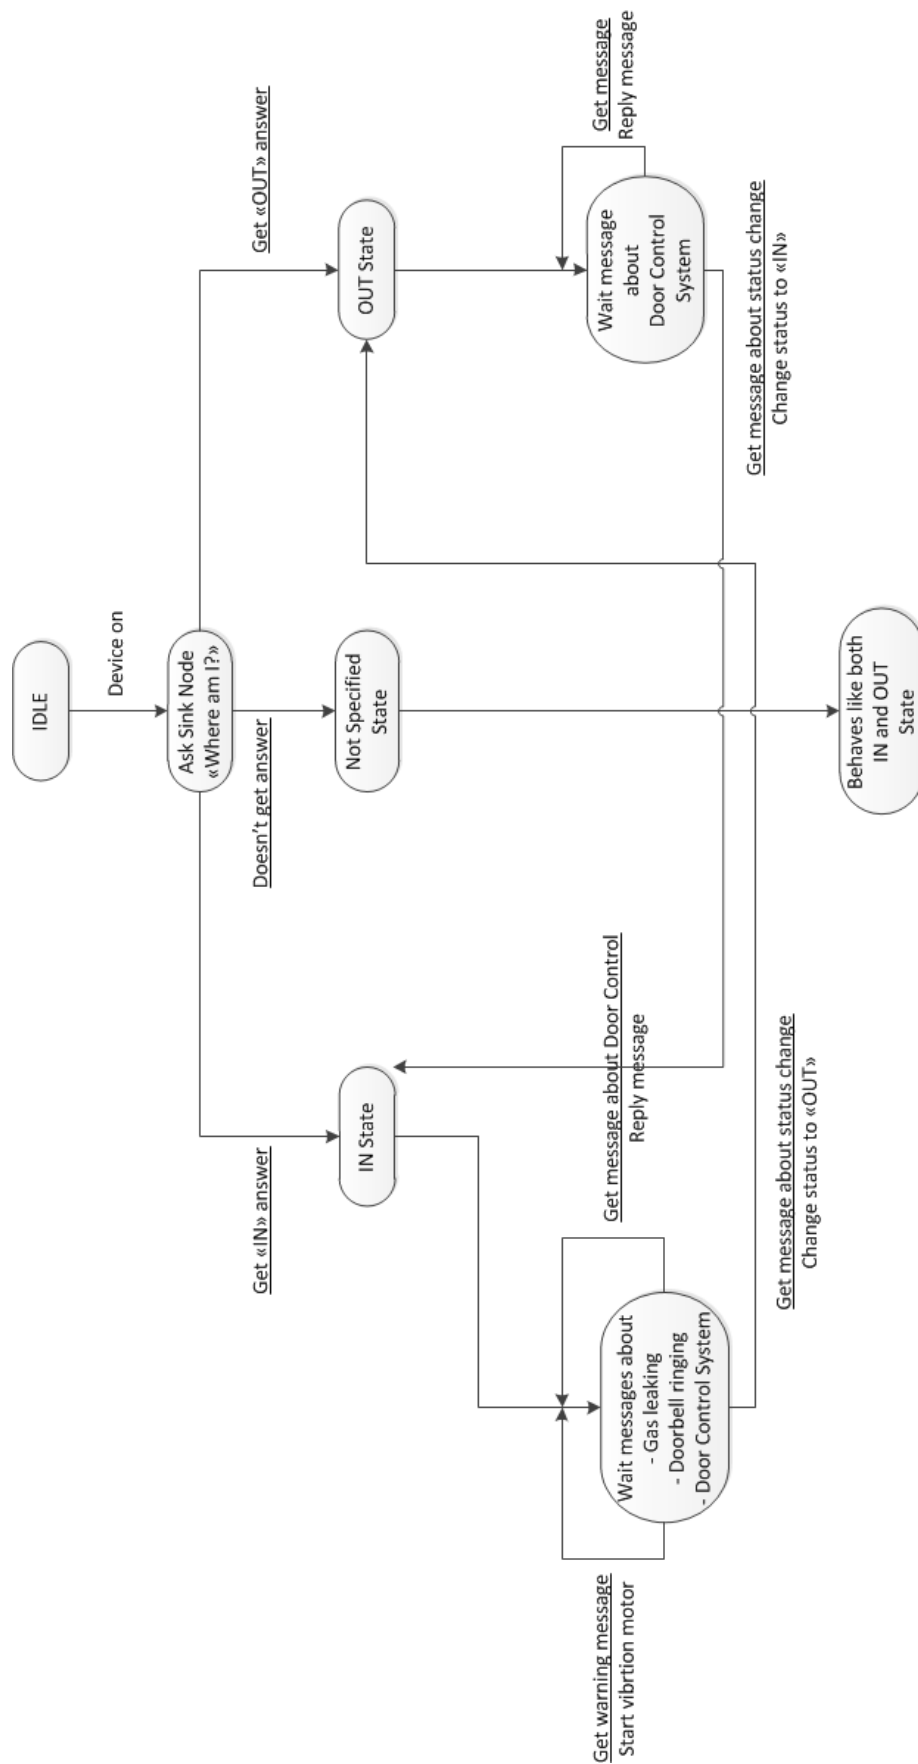 IDLE
Device on
Ask Sink Node
«Where am I?»
Get «IN» answer
Doesn't get answer
Get «OUT» answer
IN State
Not Specified
State
OUT State
Get warning message
Start vibrtion motor
Wait messages about
- Gas leaking
- Doorbell ringing
- Door Control System
Get message about Door Control
Reply message
Wait message
about
Door Control
System
Get message
Reply message
Get message about status change
Change status to «OUT»
Get message about status change
Change status to «IN»
Behaves like both
IN and OUT
State